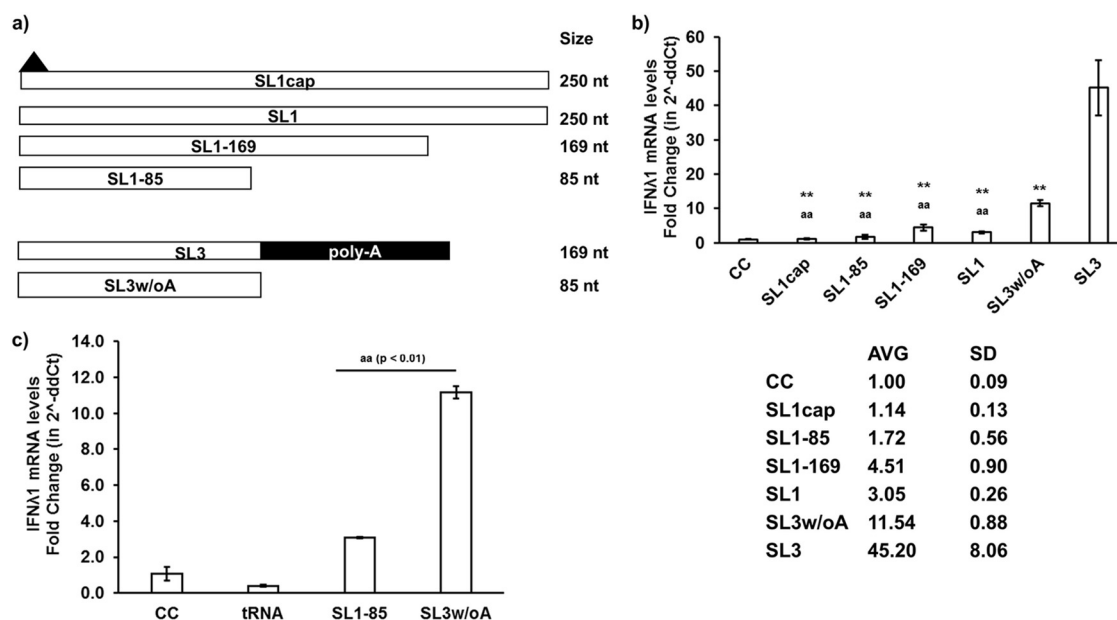 a)
Size
SL1cap 250 nt
SL1 250 nt
SL1-169 169 nt
SL1-85 85 nt
SL3 poly-A 169 nt
SL3w/oA 85 nt
b)
IFNλ1 mRNA levels
Fold Change (in 2^-ddCt)
60
50
40
30
20
10
0
** ** ** ** **
aa aa aa aa
CC SL1cap SL1-85 SL1-169 SL1 SL3w/oA SL3
AVG SD
CC 1.00 0.09
SL1cap 1.14 0.13
SL1-85 1.72 0.56
SL1-169 4.51 0.90
SL1 3.05 0.26
SL3w/oA 11.54 0.88
SL3 45.20 8.06
c)
IFNλ1 mRNA levels
Fold Change (in 2^-ddCt)
14.0
12.0
10.0
8.0
6.0
4.0
2.0
0.0
aa (p < 0.01)
CC tRNA SL1-85 SL3w/oA